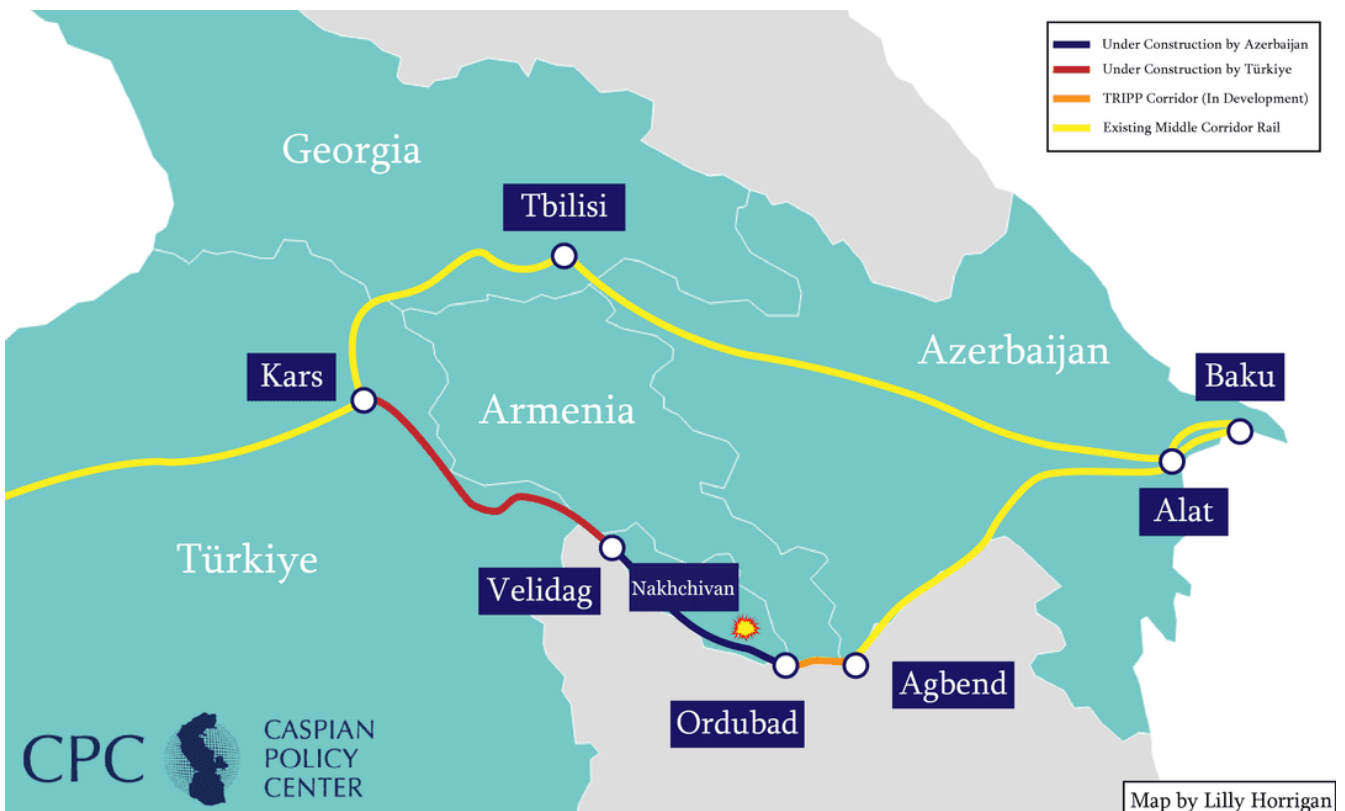 Under Construction by Azerbaijan
Under Construction by Türkiye
TRIPP Corridor (In Development)
Existing Middle Corridor Rail
Georgia
Tbilisi
Azerbaijan
Kars
Baku
Armenia
Alat
Türkiye
Velidag
Nakhchivan
Agbend
Ordubad
CPC
CASPIAN
POLICY
CENTER
Map by Lilly Horrigan